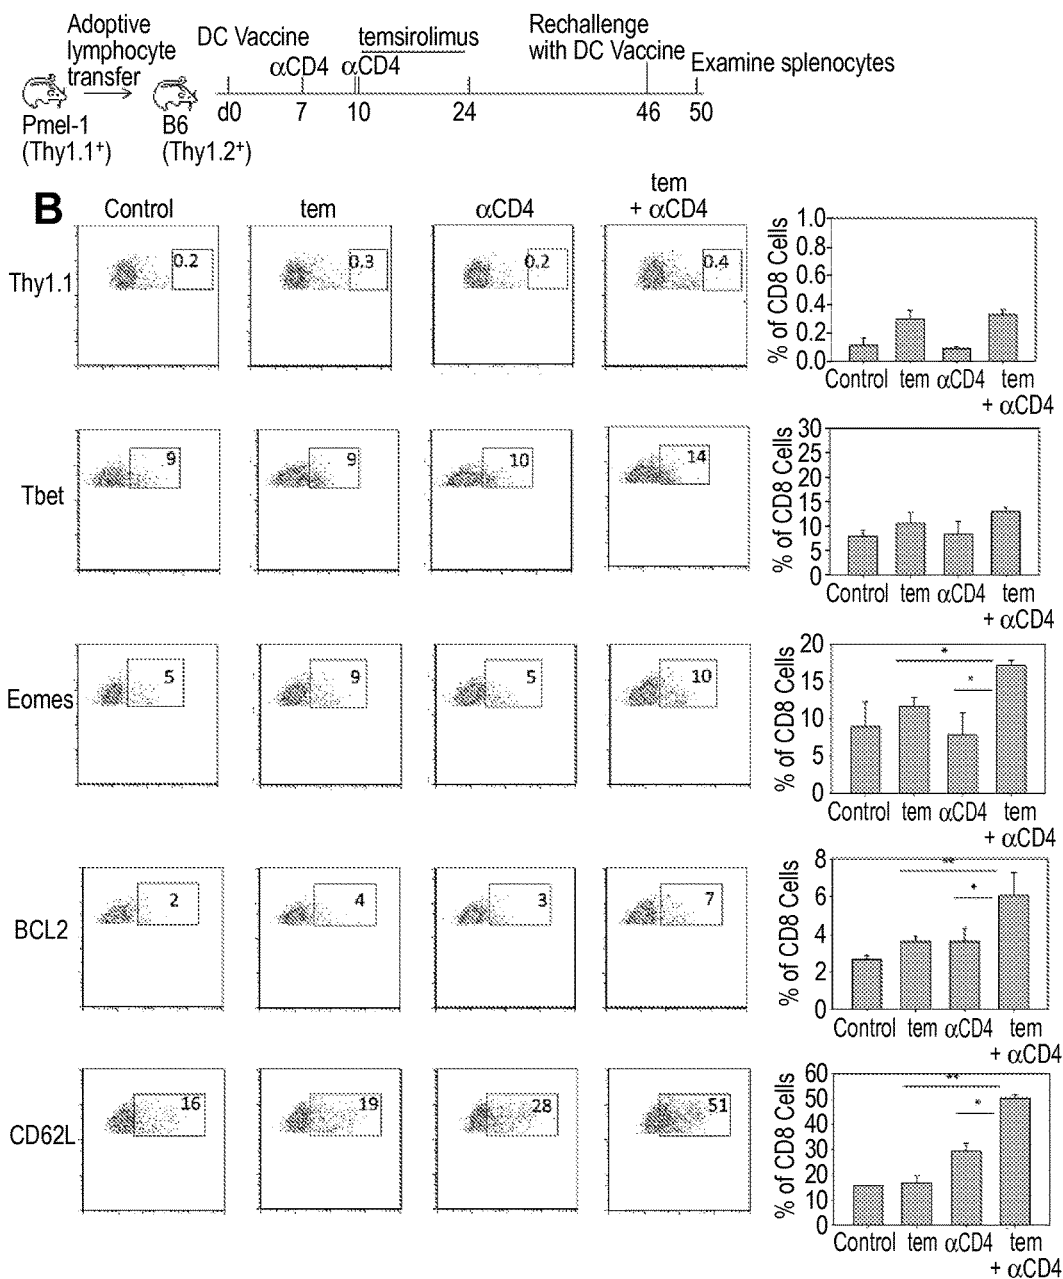 Adoptive
lymphocyte
transfer
Pmel-1
(Thy1.1+)
B6
(Thy1.2+)
DC Vaccine
temsirolimus
Rechallenge
with DC Vaccine
αCD4
αCD4
Examine splenocytes
d0
7
10
24
46
50
B
Control
tem
αCD4
tem
+ αCD4
Thy1.1
0.2
0.3
0.2
0.4
% of CD8 Cells
1.0
0.8
0.6
0.4
0.2
0.0
Control tem αCD4 tem
+ αCD4
Tbet
9
9
10
14
% of CD8 Cells
30
25
20
15
10
5
0
Control tem αCD4 tem
+ αCD4
Eomes
5
9
5
10
% of CD8 Cells
20
15
10
5
0
*
*
Control tem αCD4 tem
+ αCD4
BCL2
2
4
3
7
% of CD8 Cells
8
6
4
2
0
**
*
Control tem αCD4 tem
+ αCD4
CD62L
16
19
28
51
% of CD8 Cells
60
50
40
30
20
10
0
**
*
Control tem αCD4 tem
+ αCD4